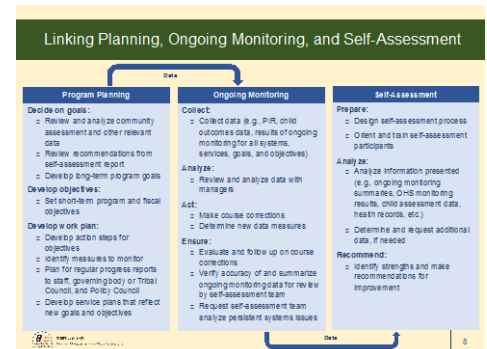 Linking Planning, Ongoing Monitoring, and Self-Assessment
Data
Program Planning
Decide on goals:
Review and analyze community
assessment and other relevant
data
Review recommendations from
self-assessment report
Develop long-term program goals
Develop objectives:
Set short-term program and fiscal
objectives
Develop work plan:
Develop action steps for
objectives
Identify measures to monitor
Plan for regular progress reports
to staff, governing body or Tribal
Council, and Policy Council
Develop service plans that reflect
new goals and objectives
Ongoing Monitoring
Collect:
Collect data (e.g., PIR, child
outcomes data, results of ongoing
monitoring for all systems,
services, goals, and objectives)
Analyze:
Review and analyze data with
managers
Act:
Make course corrections
Determine new data measures
Ensure:
Evaluate and follow up on course
corrections
Verify accuracy of and summarize
ongoing monitoring data for review
by self-assessment team
Request self-assessment team
analyze persistent systems issues
Self-Assessment
Prepare:
Design self-assessment process
Orient and train self-assessment
participants
Analyze:
Analyze information presented
(e.g., ongoing monitoring
summaries, OHS monitoring
results, child assessment data,
health records, etc.)
Determine and request additional
data, if needed
Recommend:
Identify strengths and make
recommendations for
improvement
Data
8